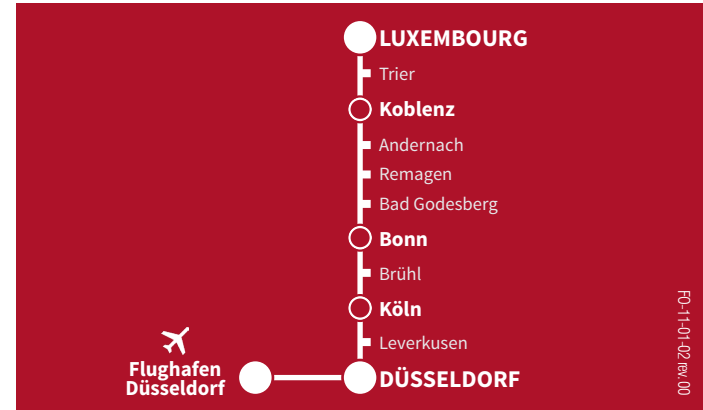 LUXEMBOURG
Trier
Koblenz
Andernach
Remagen
Bad Godesberg
Bonn
Brühl
Köln
Leverkusen
DÜSSELDORF
Flughafen
Düsseldorf
F0-11-01-02 rev.00